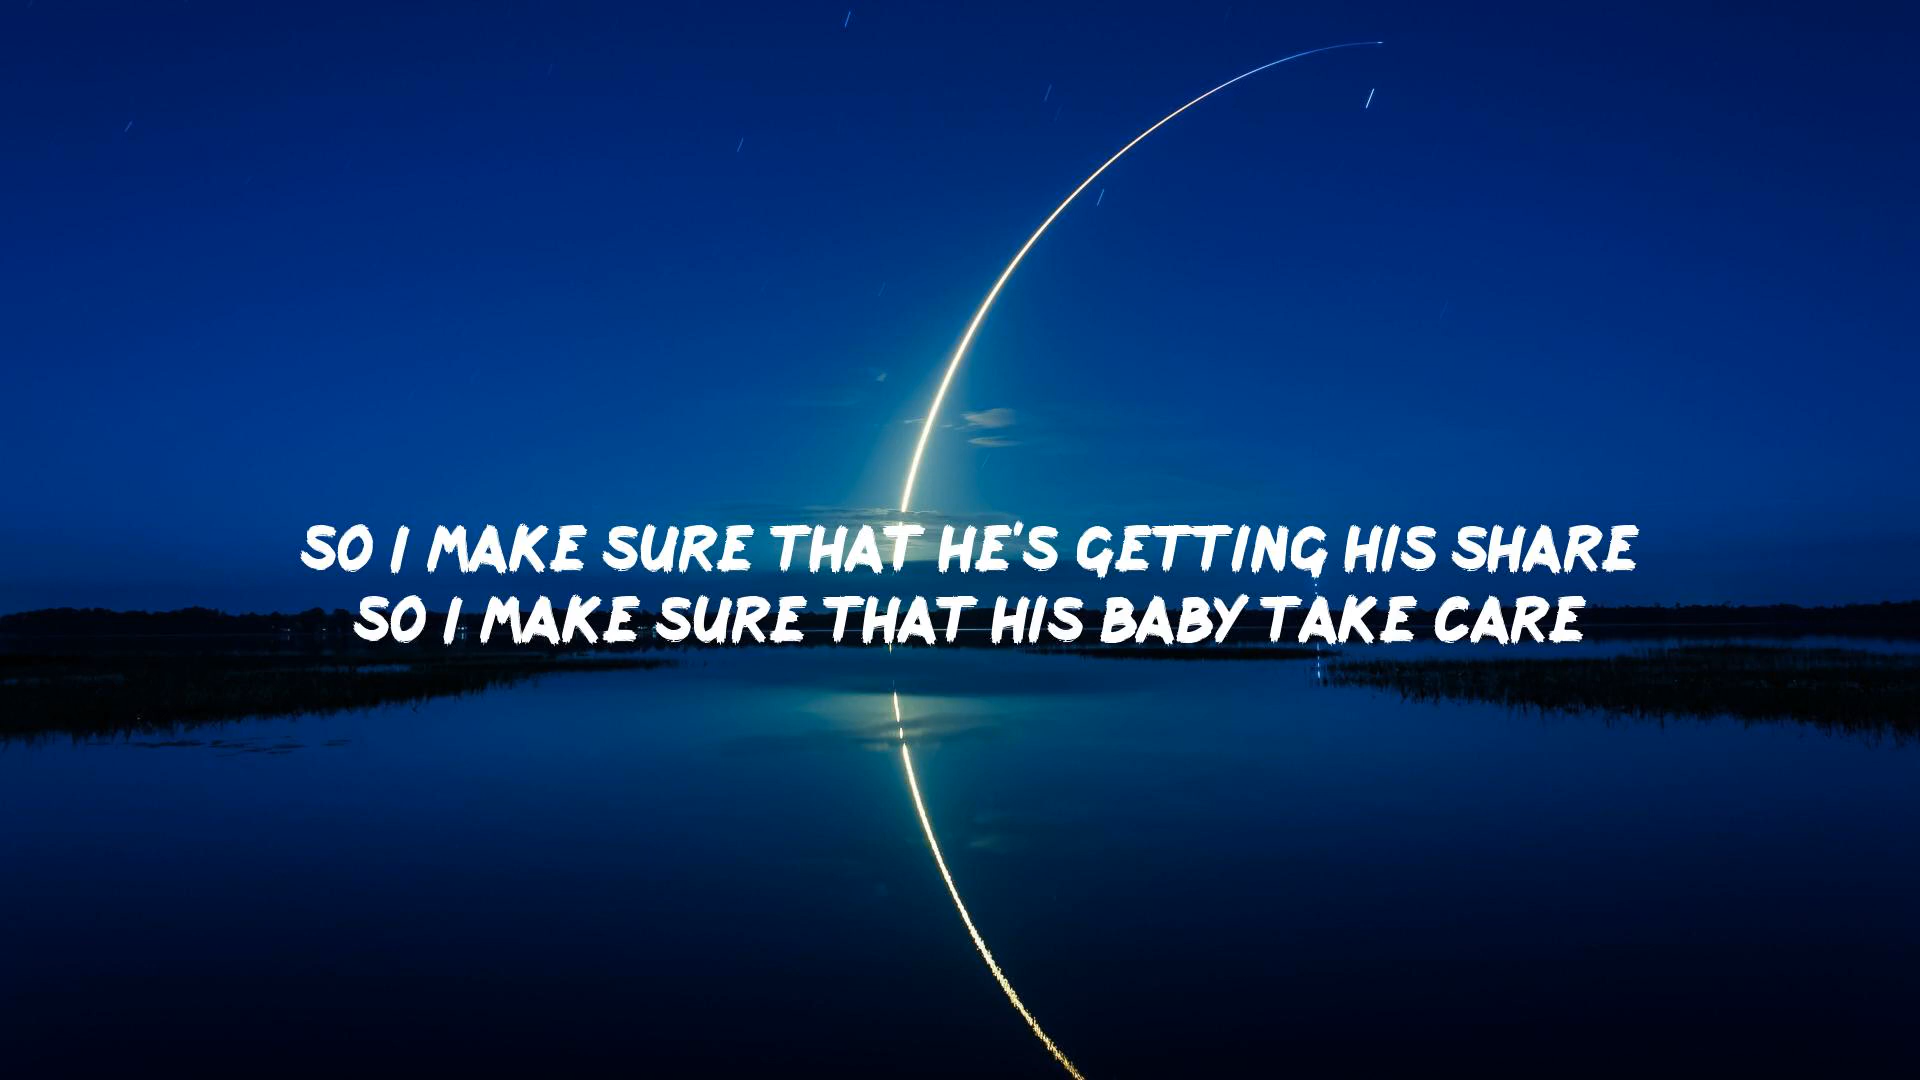 SO I MAKE SURE THAT HE'S GETTING HIS SHARE
SO I MAKE SURE THAT HIS BABY TAKE CARE